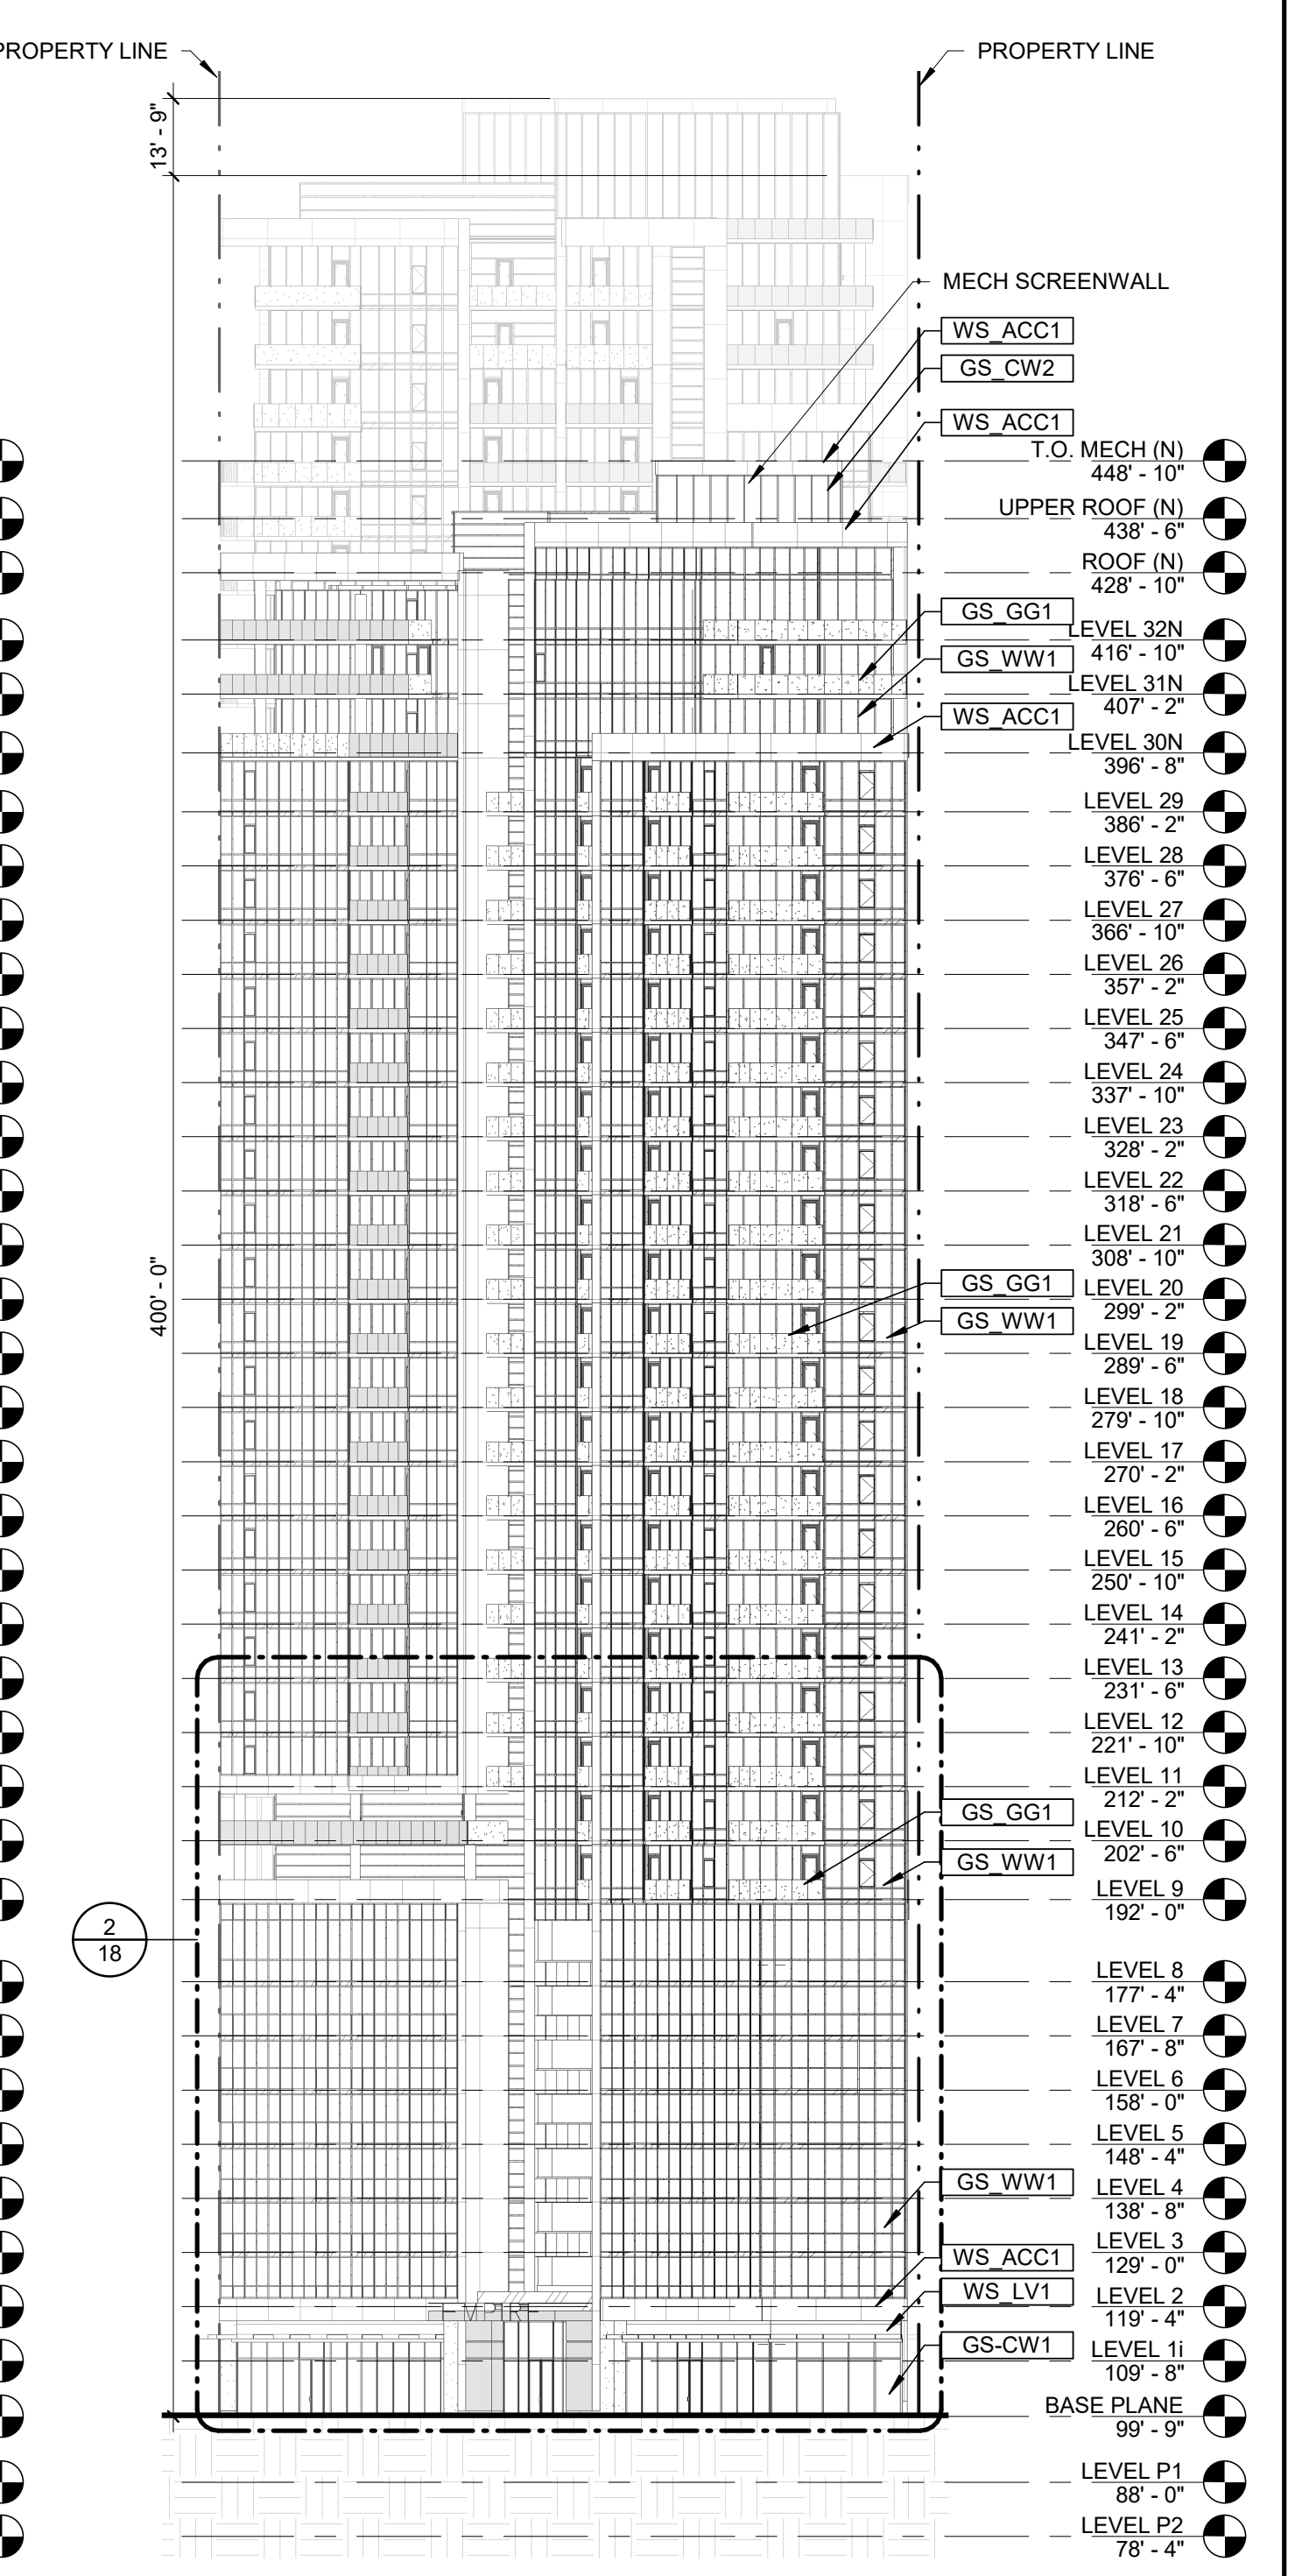 PROPERTY LINE
PROPERTY LINE
13' - 9"
MECH SCREENWALL
WS_ACC1
GS_CW2
WS_ACC1
T.O. MECH (N)
448' - 10"
UPPER ROOF (N)
438' - 6"
ROOF (N)
428' - 10"
GS_GG1
LEVEL 32N
416' - 10"
GS_WW1
LEVEL 31N
407' - 2"
WS_ACC1
LEVEL 30N
396' - 8"
LEVEL 29
386' - 2"
LEVEL 28
376' - 6"
LEVEL 27
366' - 10"
LEVEL 26
357' - 2"
LEVEL 25
347' - 6"
LEVEL 24
337' - 10"
LEVEL 23
328' - 2"
LEVEL 22
318' - 6"
LEVEL 21
308' - 10"
400' - 0"
GS_GG1
LEVEL 20
299' - 2"
GS_WW1
LEVEL 19
289' - 6"
LEVEL 18
279' - 10"
LEVEL 17
270' - 2"
LEVEL 16
260' - 6"
LEVEL 15
250' - 10"
LEVEL 14
241' - 2"
LEVEL 13
231' - 6"
LEVEL 12
221' - 10"
LEVEL 11
212' - 2"
GS_GG1
LEVEL 10
202' - 6"
GS_WW1
LEVEL 9
192' - 0"
2
18
LEVEL 8
177' - 4"
LEVEL 7
167' - 8"
LEVEL 6
158' - 0"
LEVEL 5
148' - 4"
GS_WW1
LEVEL 4
138' - 8"
LEVEL 3
129' - 0"
WS_ACC1
WS_LV1
LEVEL 2
119' - 4"
GS-CW1
LEVEL 1i
109' - 8"
BASE PLANE
99' - 9"
LEVEL P1
88' - 0"
LEVEL P2
78' - 4"